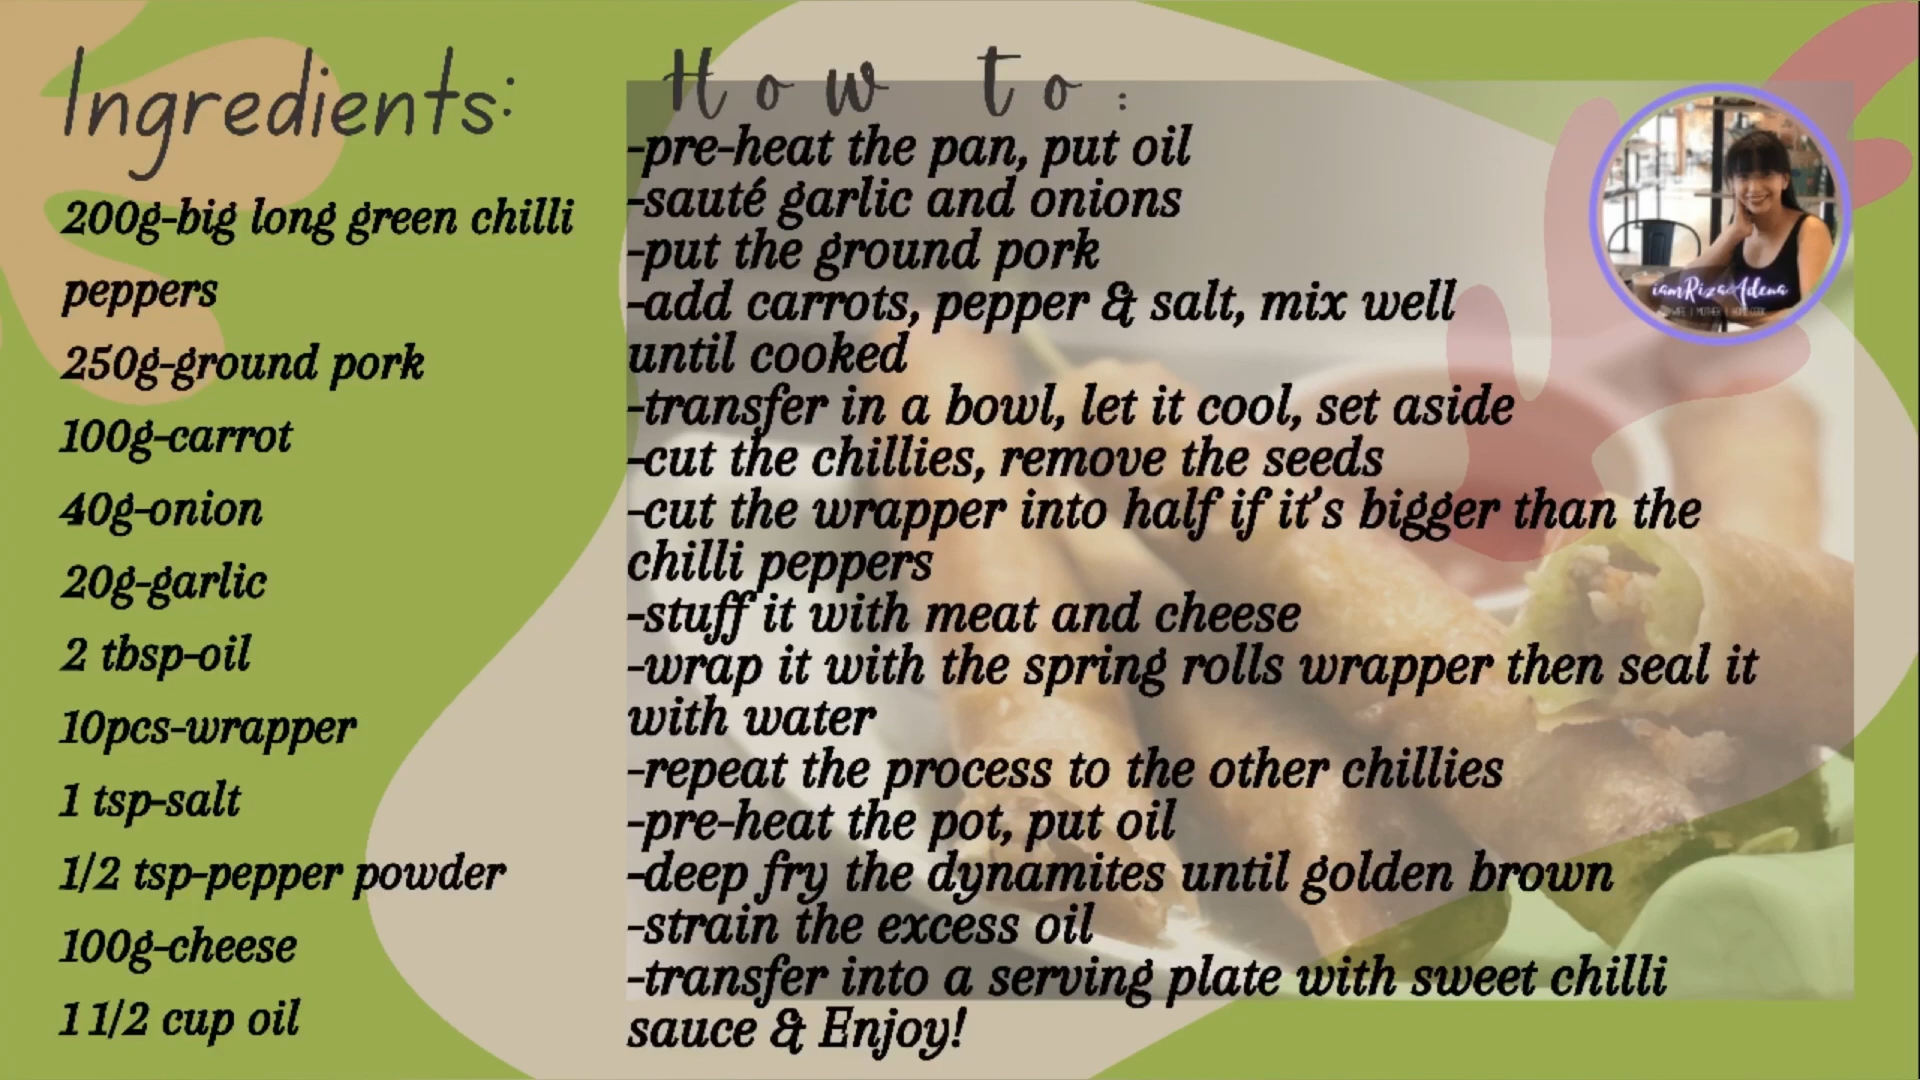 Ingredients:
200g-big long green chilli
peppers
250g-ground pork
100g-carrot
40g-onion
20g-garlic
2 tbsp-oil
10pcs-wrapper
1 tsp-salt
1/2 tsp-pepper powder
100g-cheese
1 1/2 cup oil
How to:
-pre-heat the pan, put oil
-sauté garlic and onions
-put the ground pork
-add carrots, pepper & salt, mix well
until cooked
-transfer in a bowl, let it cool, set aside
-cut the chillies, remove the seeds
-cut the wrapper into half if it's bigger than the
chilli peppers
-stuff it with meat and cheese
-wrap it with the spring rolls wrapper then seal it
with water
-repeat the process to the other chillies
-pre-heat the pot, put oil
-deep fry the dynamites until golden brown
-strain the excess oil
-transfer into a serving plate with sweet chilli
sauce & Enjoy!
iamRizaAdena
| MOTHER |